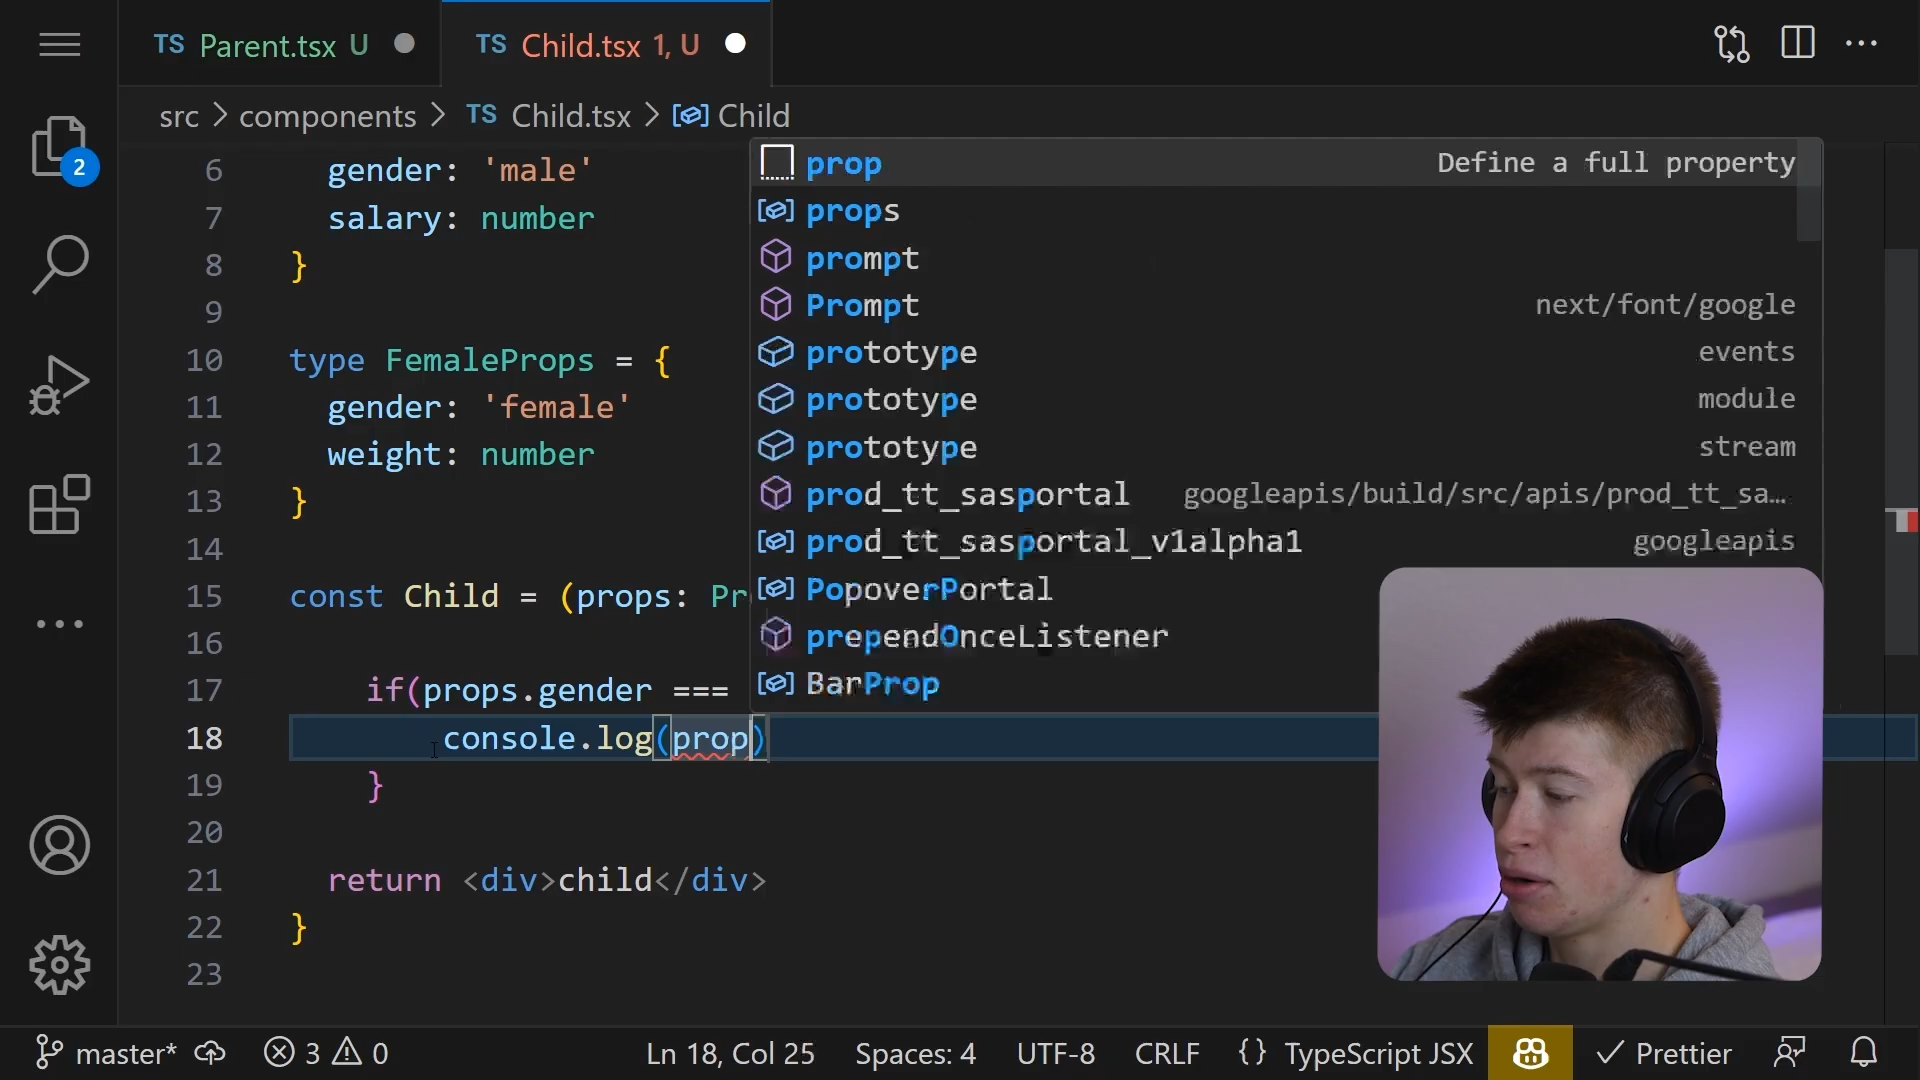 TS Parent.tsx U
TS Child.tsx 1, U
src > components > TS Child.tsx > Child
2
6 gender: 'male'
7 salary: number
8 }
9
10 type FemaleProps = {
11 gender: 'female'
12 weight: number
13 }
14
15 const Child = (props: Pr
16
17 if(props.gender ===
18 console.log(prop)
19 }
20
21 return <div>child</div>
22 }
23
prop Define a full property
props
prompt
Prompt next/font/google
prototype events
prototype module
prototype stream
prod_tt_sasportal googleapis/build/src/apis/prod_tt_sa…
prod_tt_sasportal_v1alpha1 googleapis
PopoverPortal
prependOnceListener
BarProp
master* 3 0 Ln 18, Col 25 Spaces: 4 UTF-8 CRLF {} TypeScript JSX Prettier